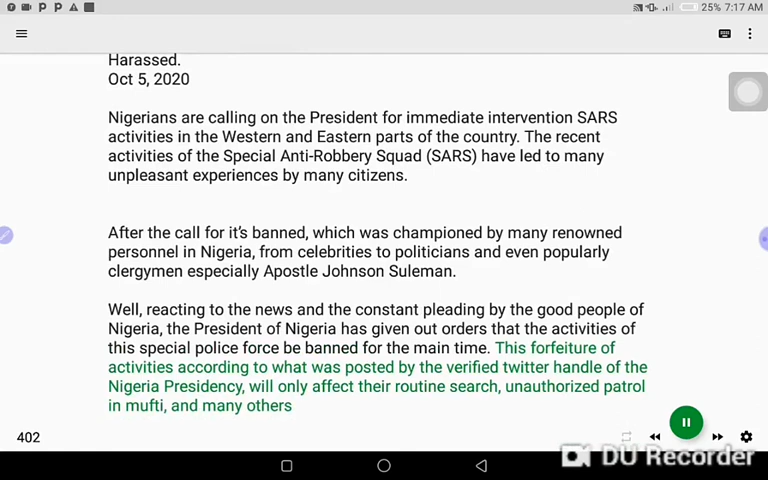 25% 7:17 AM
Harassed.
Oct 5, 2020
Nigerians are calling on the President for immediate intervention SARS
activities in the Western and Eastern parts of the country. The recent
activities of the Special Anti-Robbery Squad (SARS) have led to many
unpleasant experiences by many citizens.
After the call for it's banned, which was championed by many renowned
personnel in Nigeria, from celebrities to politicians and even popularly
clergymen especially Apostle Johnson Suleman.
Well, reacting to the news and the constant pleading by the good people of
Nigeria, the President of Nigeria has given out orders that the activities of
this special police force be banned for the main time. This forfeiture of
activities according to what was posted by the verified twitter handle of the
Nigeria Presidency, will only affect their routine search, unauthorized patrol
in mufti, and many others
402
DU Recorder